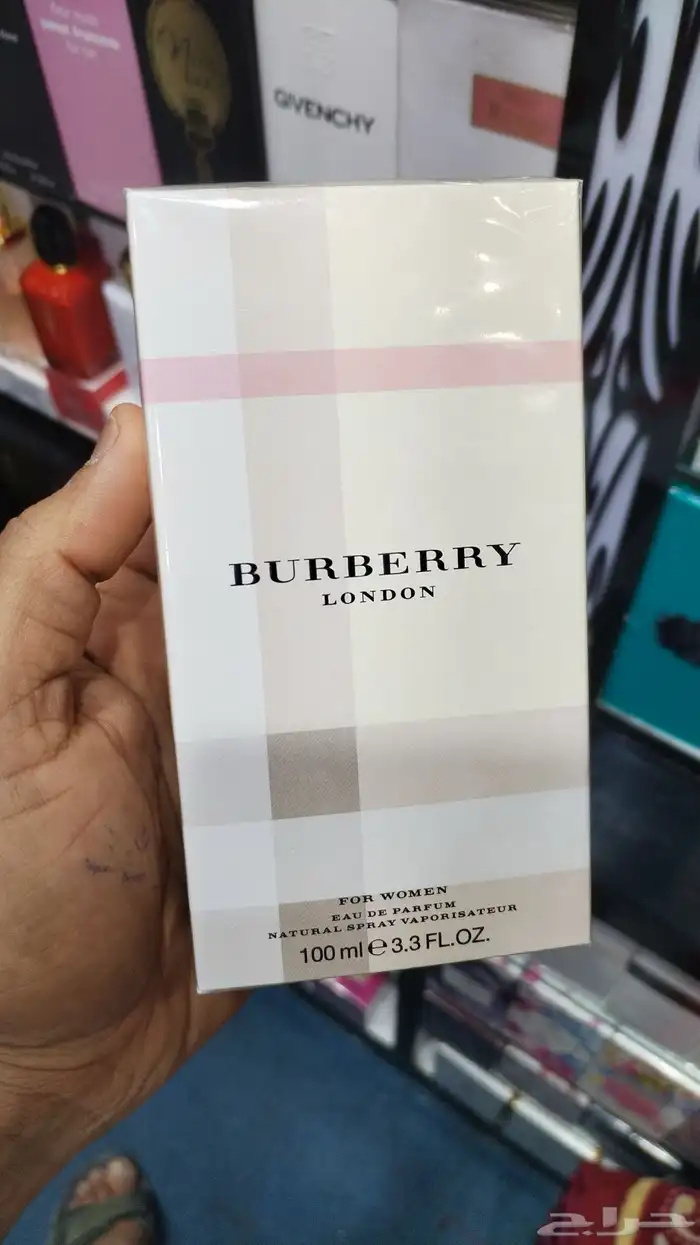 GIVENCHY
BURBERRY
LONDON
FOR WOMEN
EAU DE PARFUM
NATURAL SPRAY VAPORISATEUR
100 ml ℮ 3.3 FL.OZ.
حراج